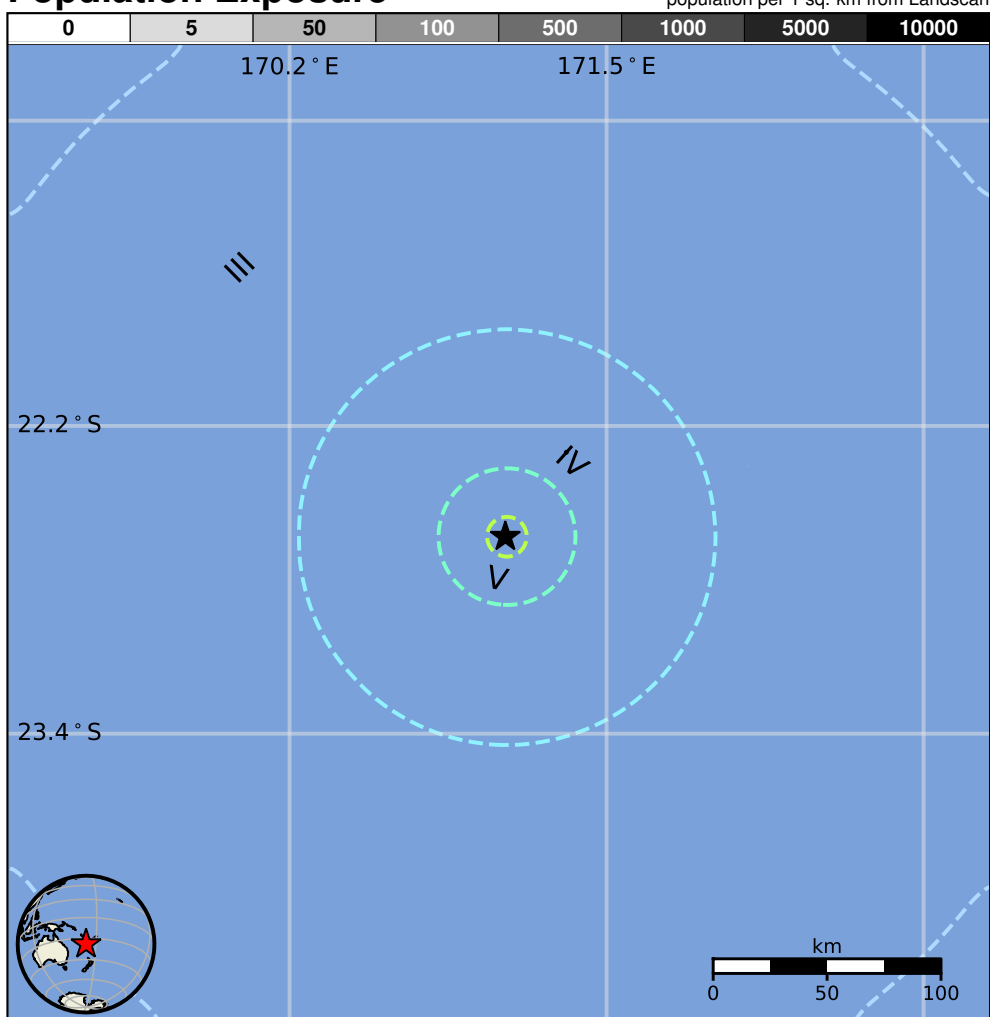 Population Exposure
population per 1 sq. km from Landscan
0 5 50 100 500 1000 5000 10000
170.2°E 171.5°E
III
22.2°S
IV
V
23.4°S
km
0 50 100